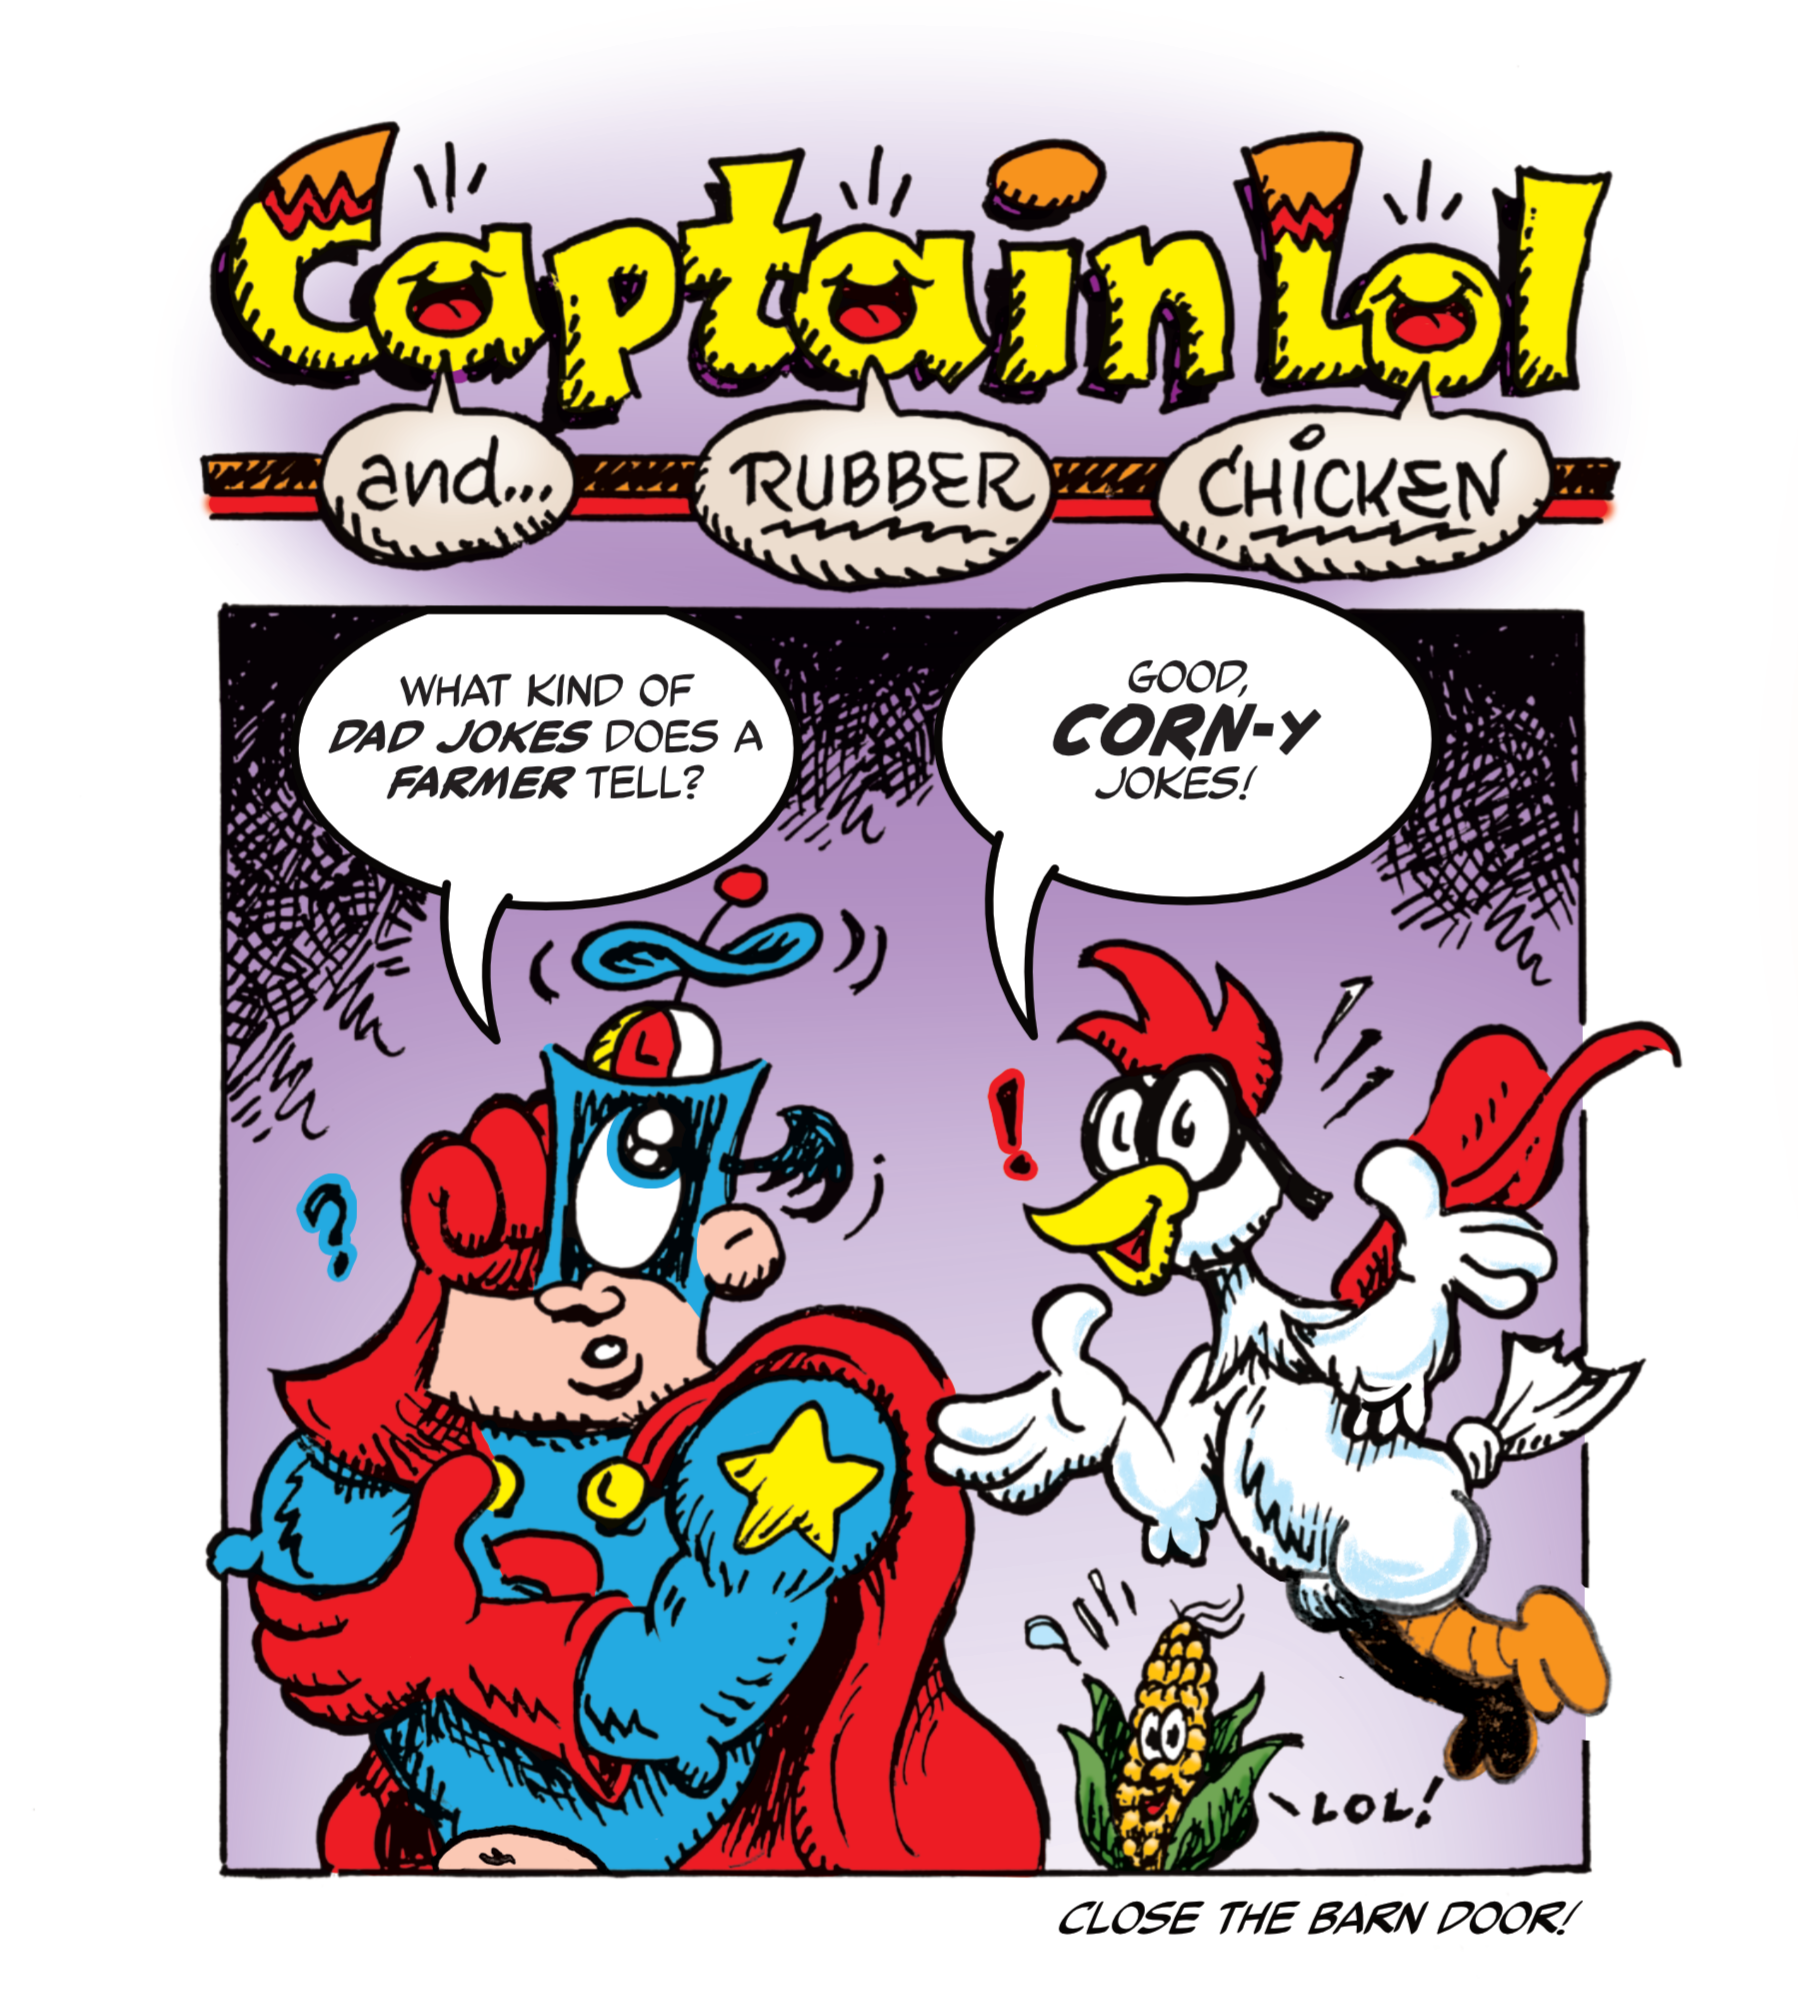 Captain Lol
and... RUBBER CHiCKEN
WHAT KIND OF
DAD JOKES DOES A
FARMER TELL?
GOOD,
CORN-Y
JOKES!
L
?
!
LOL!
CLOSE THE BARN DOOR!